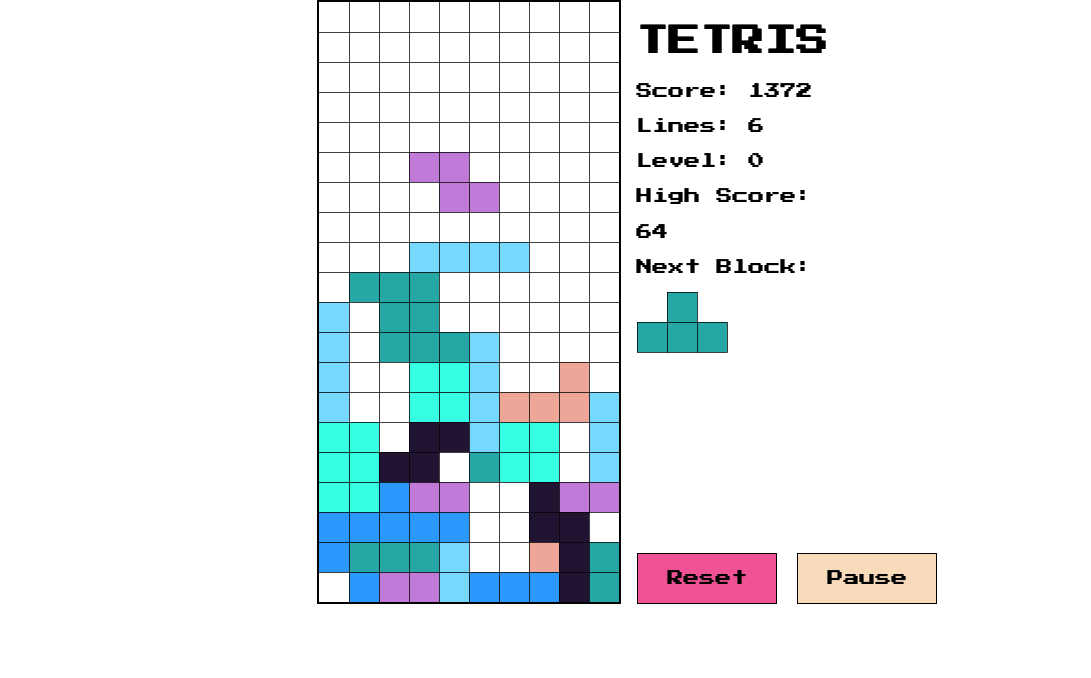 TETRIS
Score: 1372
Lines: 6
Level: 0
High Score:
64
Next Block:
Reset
Pause